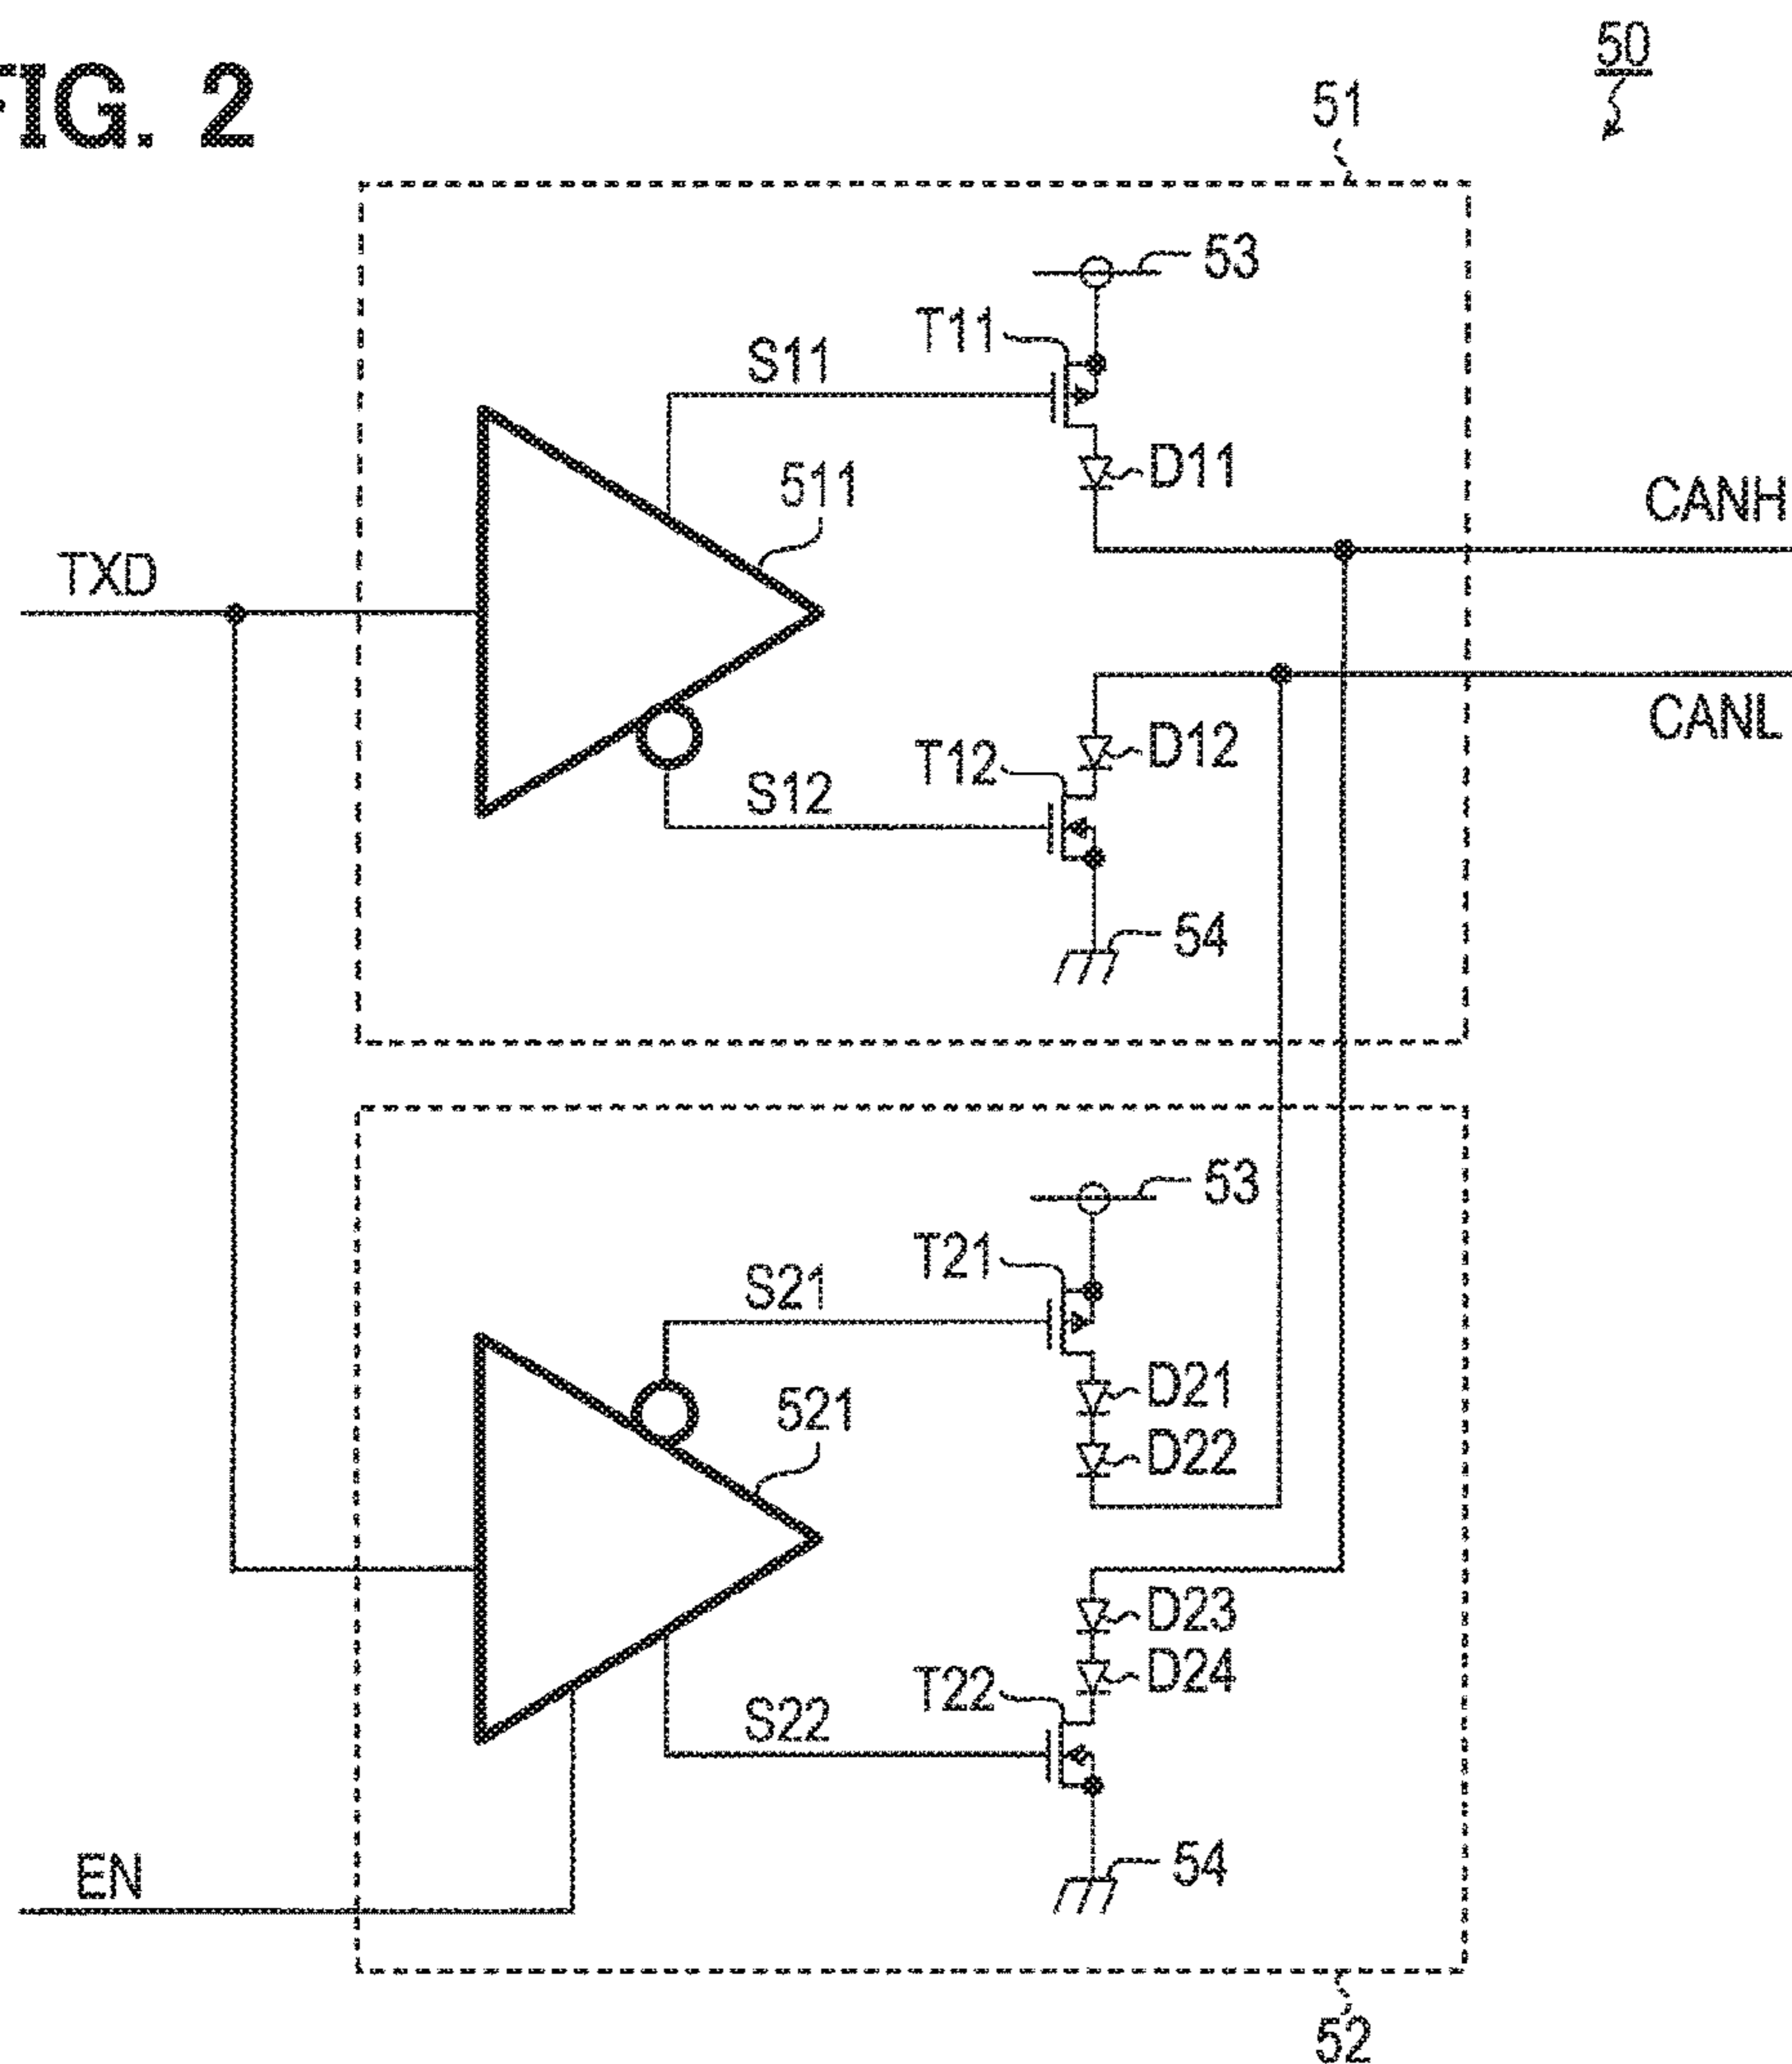 FIG. 2
50
51
53
T11
S11
D11
511
CANH
TXD
CANL
D12
T12
S12
54
53
T21
S21
D21
521
D22
D23
D24
T22
S22
54
EN
52